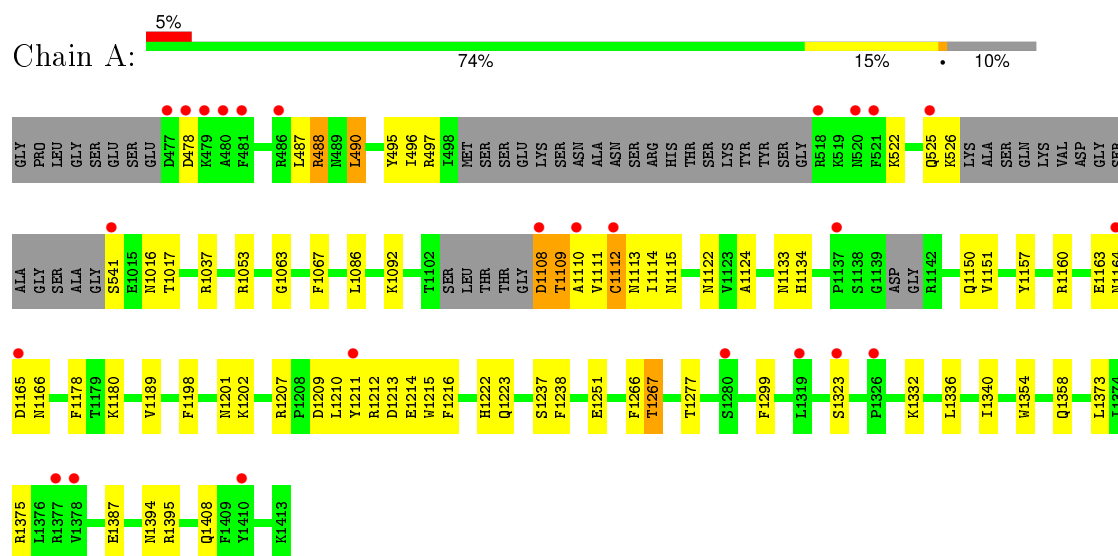 5%
Chain A:
74% 15% • 10%
GLY PRO LEU GLY SER GLU SER GLU D477 D478 K479 A480 F481 R486 L487 R488 N489 L490 Y495 I496 R497 I498 MET SER SER GLU LYS SER ASN ALA ASN SER ARG HIS THR SER LYS TYR TYR SER GLY R518 K519 N520 F521 K522 Q525 K526 LYS ALA SER GLN LYS VAL ASP GLY SER
ALA GLY SER ALA GLY S541 E1015 N1016 T1017 R1037 R1053 G1063 F1067 L1086 K1092 T1102 SER LEU THR THR GLY D1108 T1109 A1110 V1111 C1112 N1113 I1114 N1115 N1122 V1123 A1124 N1133 H1134 P1137 S1138 G1139 ASP GLY R1142 Q1150 V1151 Y1157 R1160 E1163 N1164
D1165 N1166 F1178 T1179 K1180 V1189 F1198 N1201 K1202 R1207 P1208 D1209 L1210 Y1211 R1212 D1213 E1214 W1215 F1216 H1222 Q1223 S1237 F1238 E1251 F1266 T1267 T1277 S1280 F1299 L1319 S1323 P1326 K1332 L1336 I1340 W1354 Q1358 L1373 I1374
R1375 L1376 R1377 V1378 E1387 N1394 R1395 Q1408 F1409 Y1410 K1413